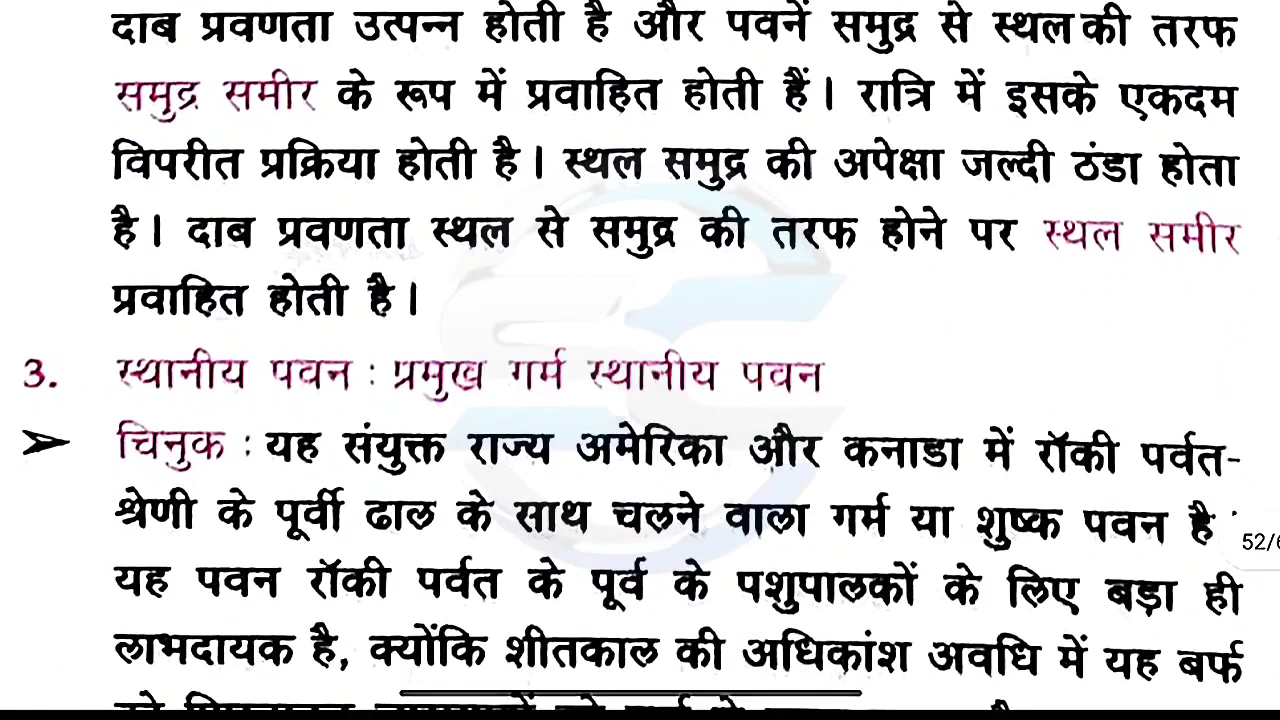 दाब प्रवणता उत्पन्न होती है और पवनें समुद्र से स्थल की तरफ
समुद्र समीर के रूप में प्रवाहित होती हैं। रात्रि में इसके एकदम
विपरीत प्रक्रिया होती है। स्थल समुद्र की अपेक्षा जल्दी ठंडा होता
है। दाब प्रवणता स्थल से समुद्र की तरफ होने पर स्थल समीर
प्रवाहित होती है।
3. स्थानीय पवन : प्रमुख गर्म स्थानीय पवन
➢ चिनुक : यह संयुक्त राज्य अमेरिका और कनाडा में रॉकी पर्वत-
श्रेणी के पूर्वी ढाल के साथ चलने वाला गर्म या शुष्क पवन है
52/6
यह पवन रॉकी पर्वत के पूर्व के पशुपालकों के लिए बड़ा ही
लाभदायक है, क्योंकि शीतकाल की अधिकांश अवधि में यह बर्फ